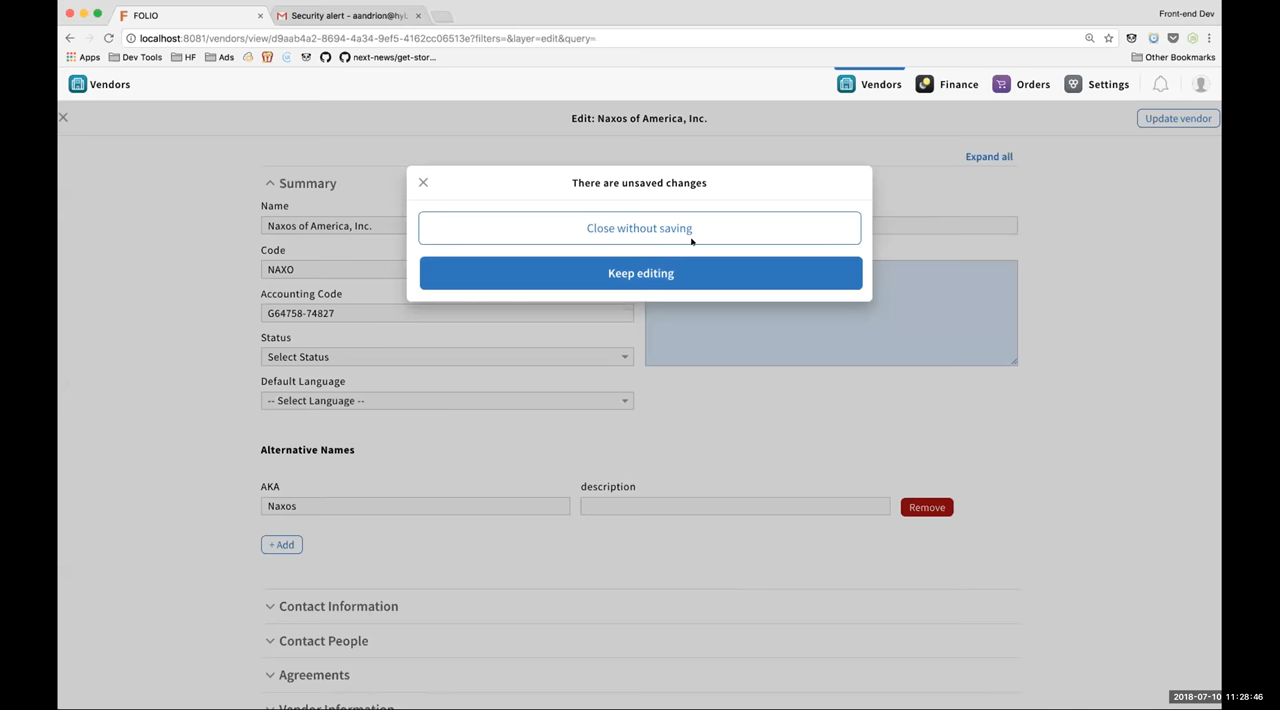 FOLIO
Security alert - aandrion@hyl
Front-end Dev
localhost:8081/vendors/view/d9aab4a2-8694-4a34-9ef5-4162cc06513e?filters=&layer=edit&query=
Apps
Dev Tools
HF
Ads
next-news/get-stor...
Other Bookmarks
Vendors
Vendors
Finance
Orders
Settings
Edit: Naxos of America, Inc.
Update vendor
Expand all
Summary
There are unsaved changes
Close without saving
Keep editing
Name
Naxos of America, Inc.
Code
NAXO
Accounting Code
G64758-74827
Status
Select Status
Default Language
-- Select Language --
Alternative Names
AKA
description
Naxos
Remove
+ Add
Contact Information
Contact People
Agreements
Vendor Information
2018-07-10 11:28:46